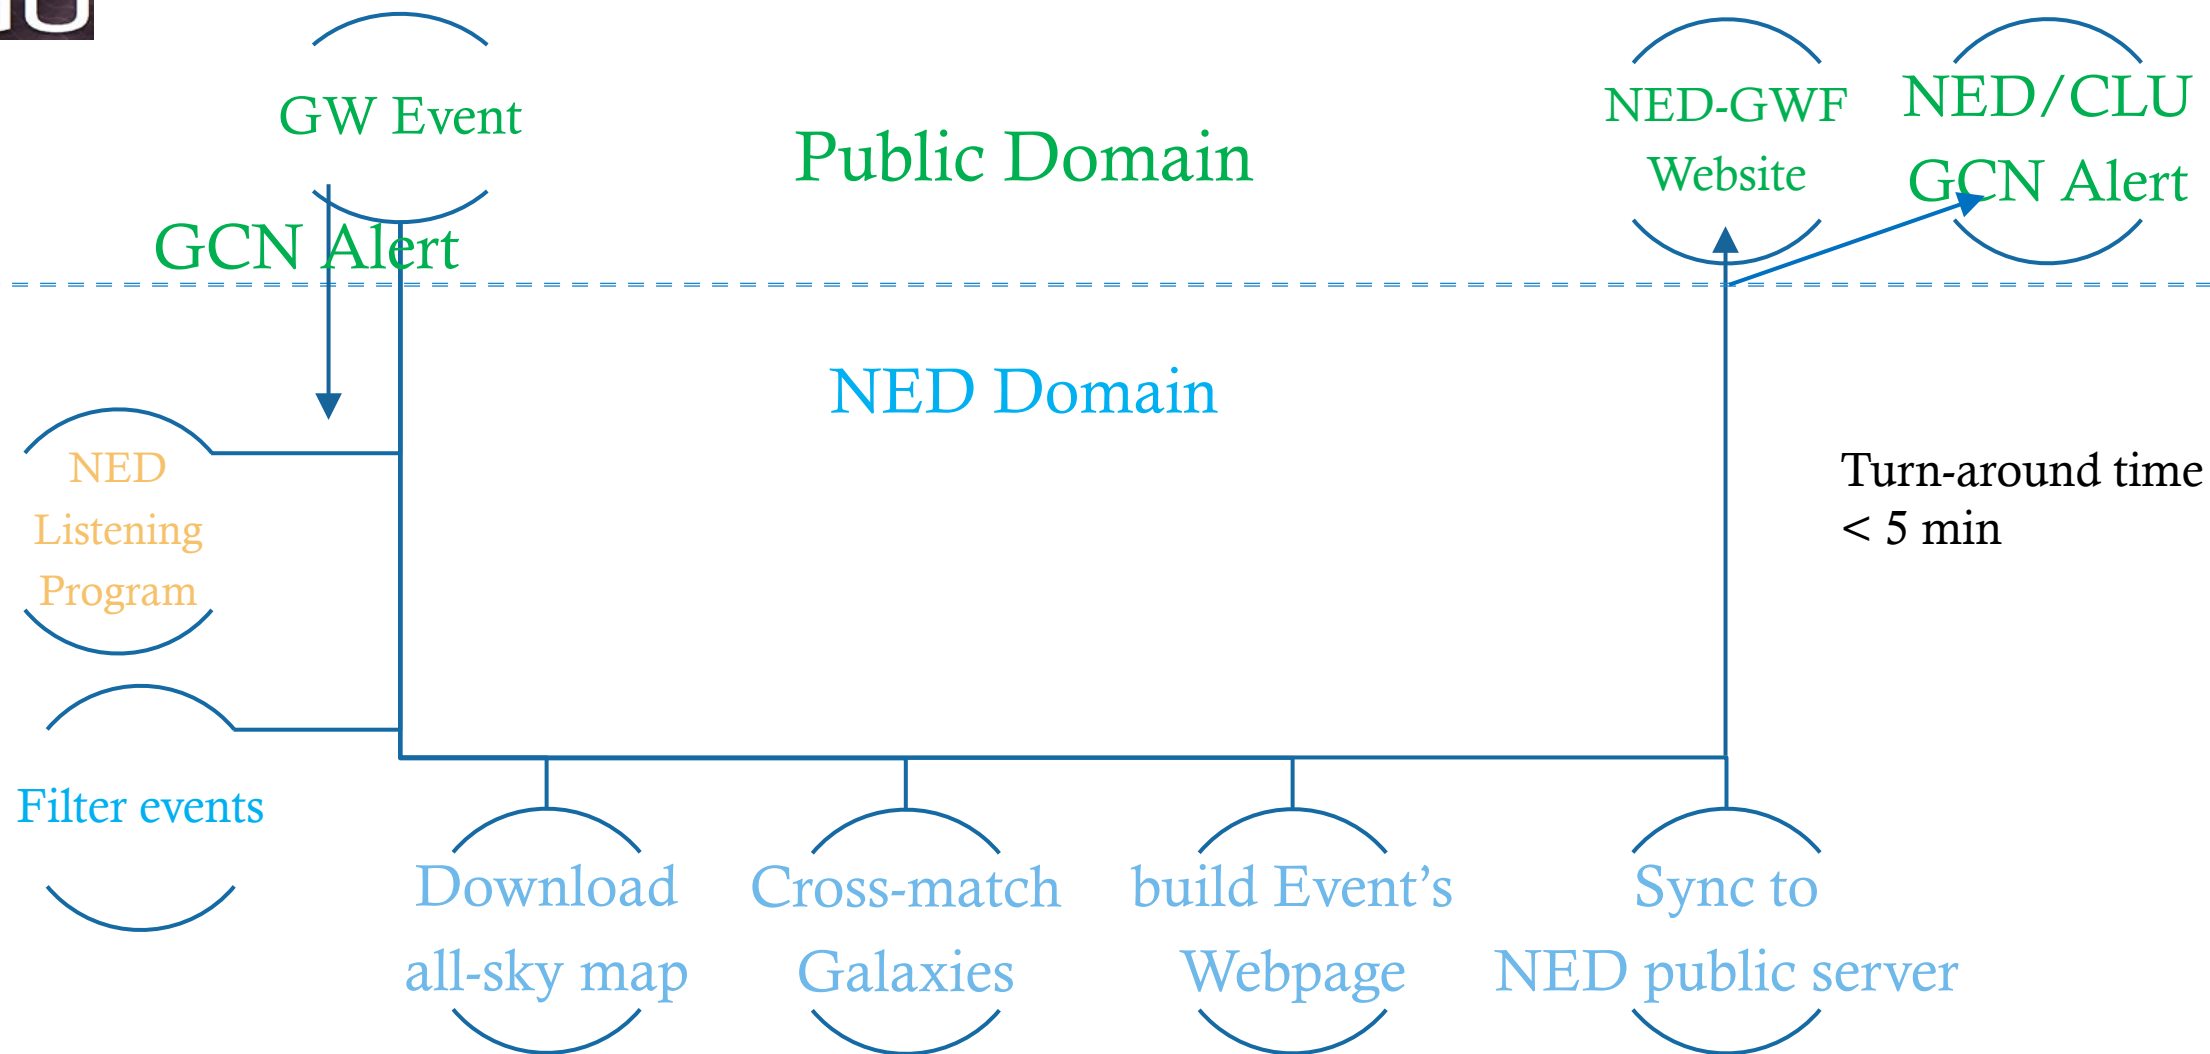 GW Event
GCN Alert
Public Domain
NED-GWF
Website
NED/CLU
GCN Alert
NED Domain
NED
Listening
Program
Turn-around time
< 5 min
Filter events
Download
all-sky map
Cross-match
Galaxies
build Event’s
Webpage
Sync to
NED public server